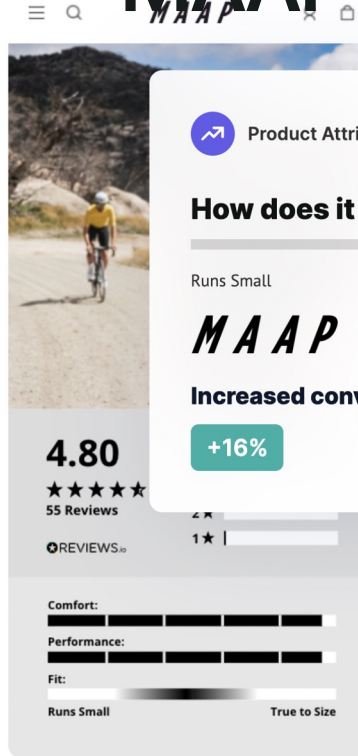 MAAP
Product Attri
How does it
Runs Small
MAAP
Increased conv
+16%
4.80
55 Reviews
REVIEWS.io
2★
1★
Comfort:
Performance:
Fit:
Runs Small
True to Size